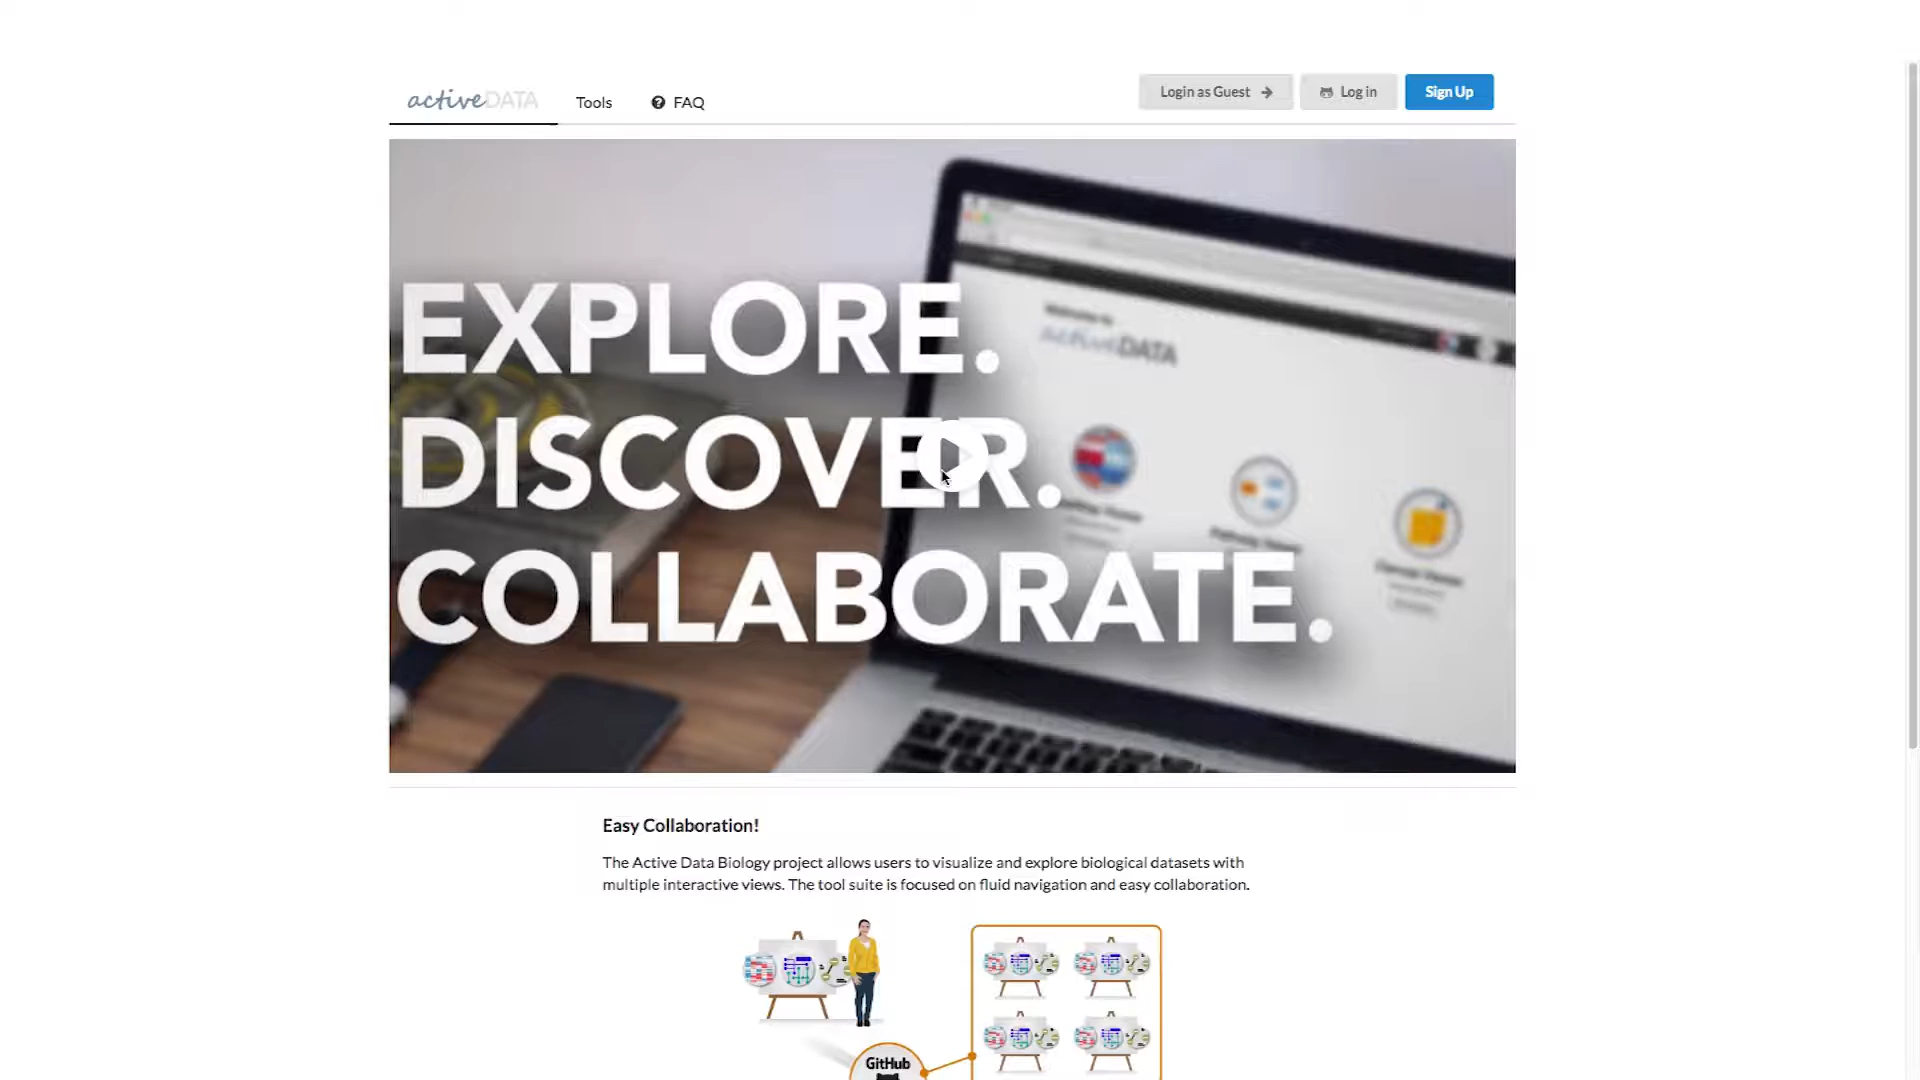 activeDATA
Tools
FAQ
Login as Guest
Log in
Sign Up
activeDATA
EXPLORE.
DISCOVER.
COLLABORATE.
Easy Collaboration!
The Active Data Biology project allows users to visualize and explore biological datasets with
multiple interactive views. The tool suite is focused on fluid navigation and easy collaboration.
GitHub